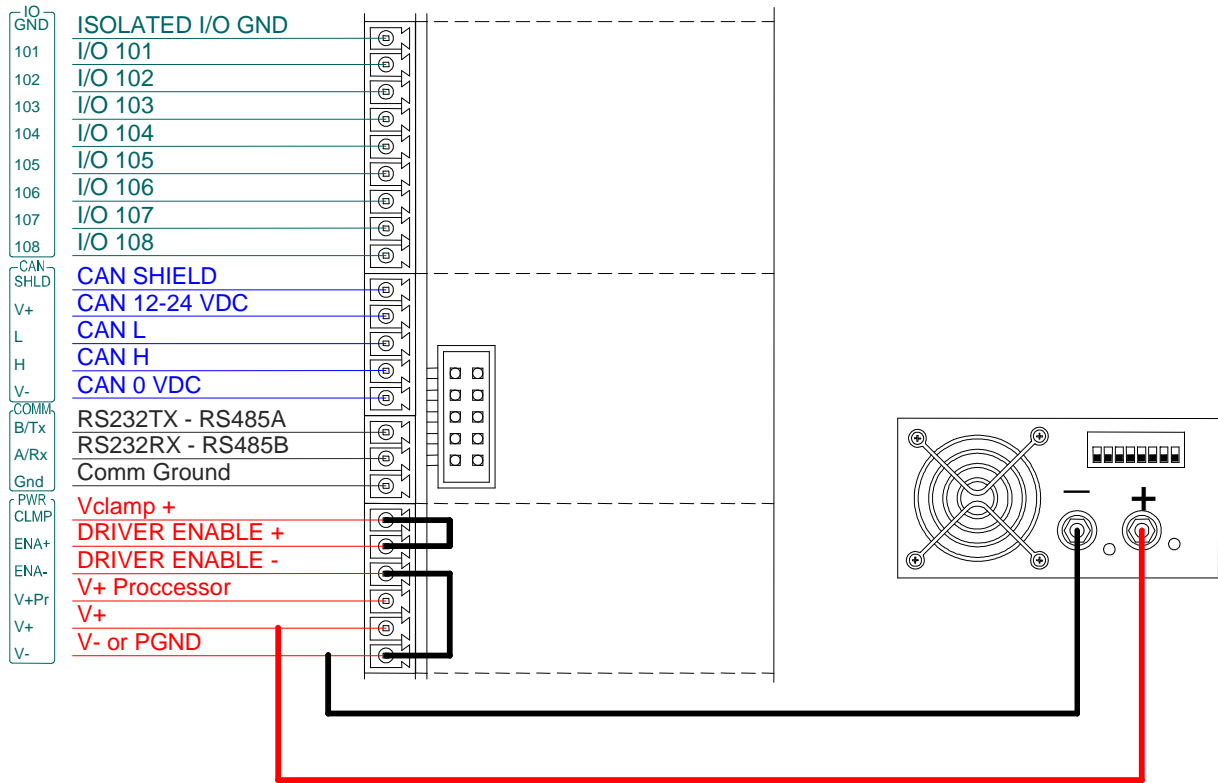 IO
GND
ISOLATED I/O GND
101
I/O 101
102
I/O 102
103
I/O 103
104
I/O 104
105
I/O 105
106
I/O 106
107
I/O 107
108
I/O 108
CAN
SHLD
CAN SHIELD
V+
CAN 12-24 VDC
L
CAN L
H
CAN H
V-
CAN 0 VDC
COMM
B/Tx
RS232TX - RS485A
A/Rx
RS232RX - RS485B
Gnd
Comm Ground
PWR
CLMP
Vclamp +
ENA+
DRIVER ENABLE +
ENA-
DRIVER ENABLE -
V+Pr
V+ Proccessor
V+
V+
V-
V- or PGND
− +